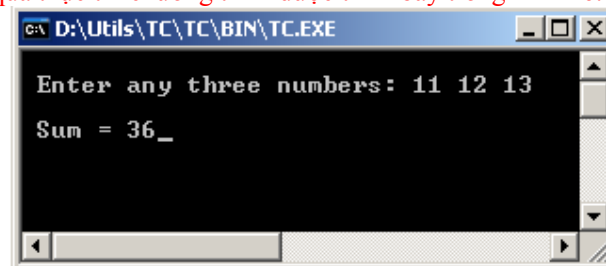 D:\Utils\TC\TC\BIN\TC.EXE
Enter any three numbers: 11 12 13
Sum = 36_